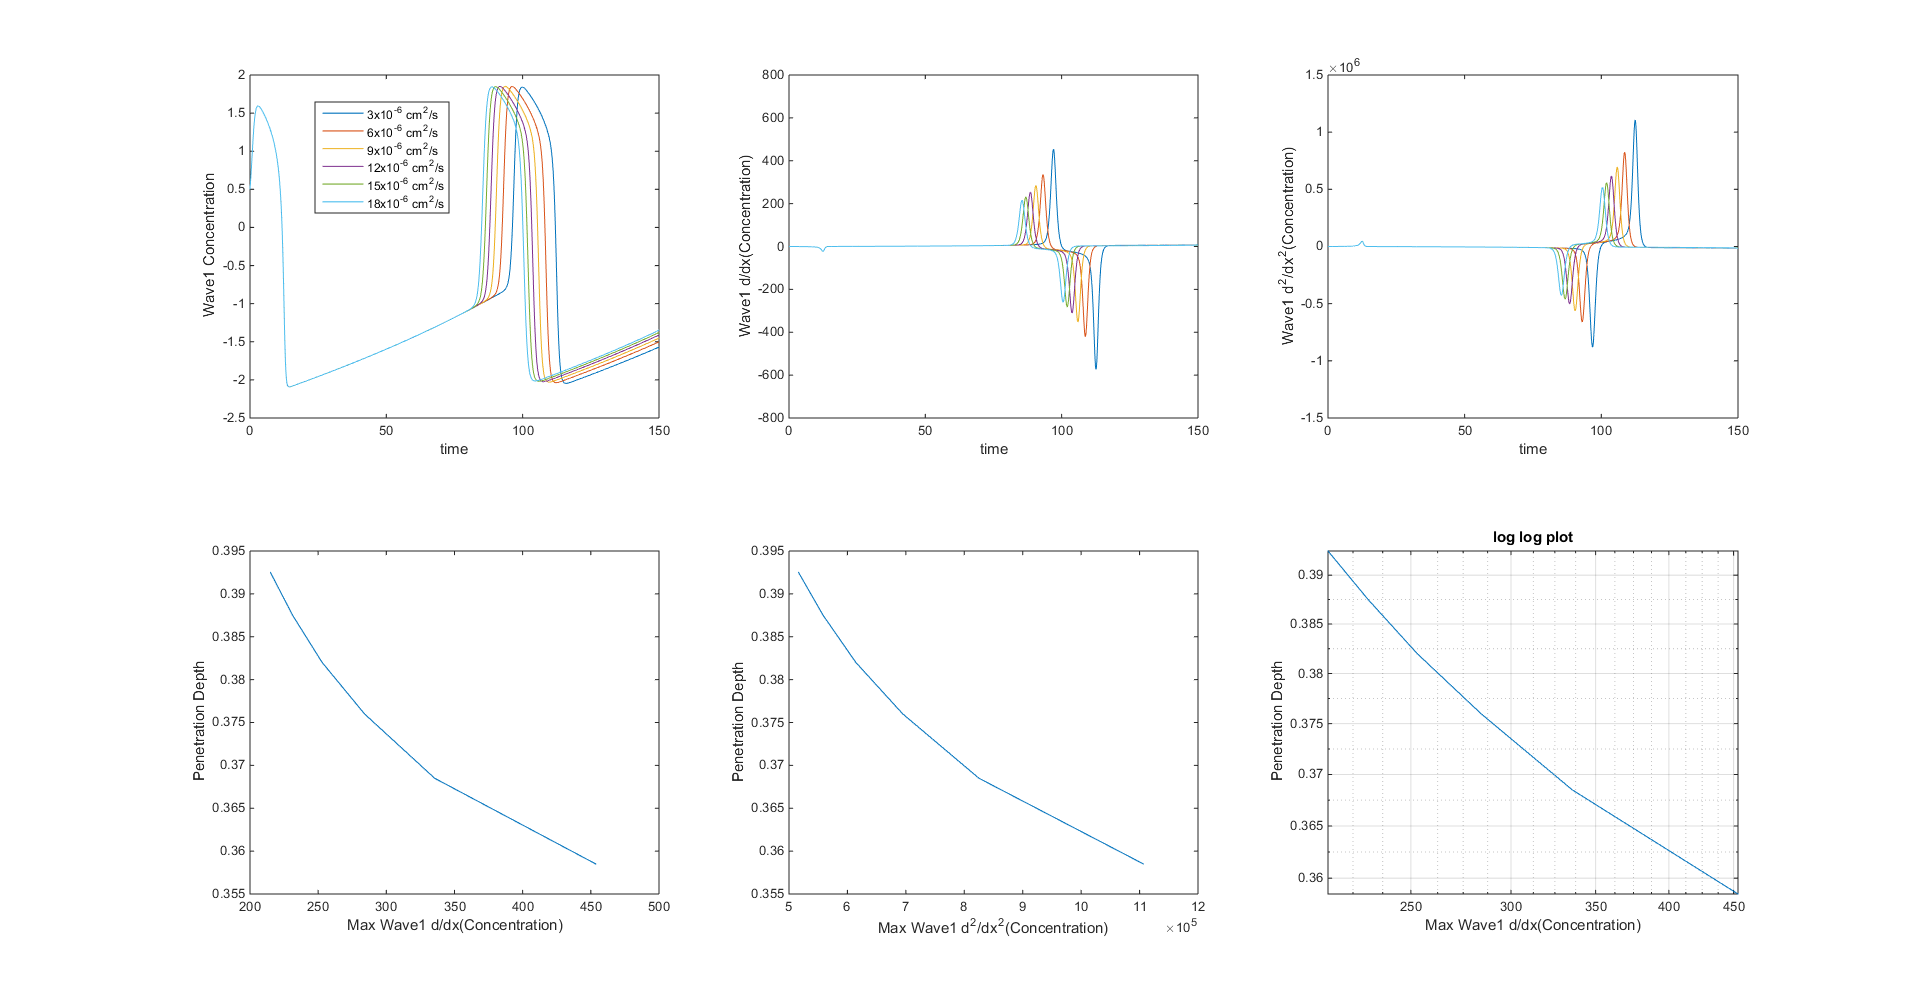 2
1.5
1
0.5
0
-0.5
-1
-1.5
-2
-2.5
Wave1 Concentration
0 50 100 150
time
3x10^-6 cm^2/s
6x10^-6 cm^2/s
9x10^-6 cm^2/s
12x10^-6 cm^2/s
15x10^-6 cm^2/s
18x10^-6 cm^2/s
800
600
400
200
0
-200
-400
-600
-800
Wave1 d/dx(Concentration)
0 50 100 150
time
×10^6
1.5
1
0.5
0
-0.5
-1
-1.5
Wave1 d^2/dx^2(Concentration)
0 50 100 150
time
0.395
0.39
0.385
0.38
0.375
0.37
0.365
0.36
0.355
Penetration Depth
200 250 300 350 400 450 500
Max Wave1 d/dx(Concentration)
0.395
0.39
0.385
0.38
0.375
0.37
0.365
0.36
0.355
Penetration Depth
5 6 7 8 9 10 11 12
Max Wave1 d^2/dx^2(Concentration)
×10^5
log log plot
0.39
0.385
0.38
0.375
0.37
0.365
0.36
Penetration Depth
250 300 350 400 450
Max Wave1 d/dx(Concentration)